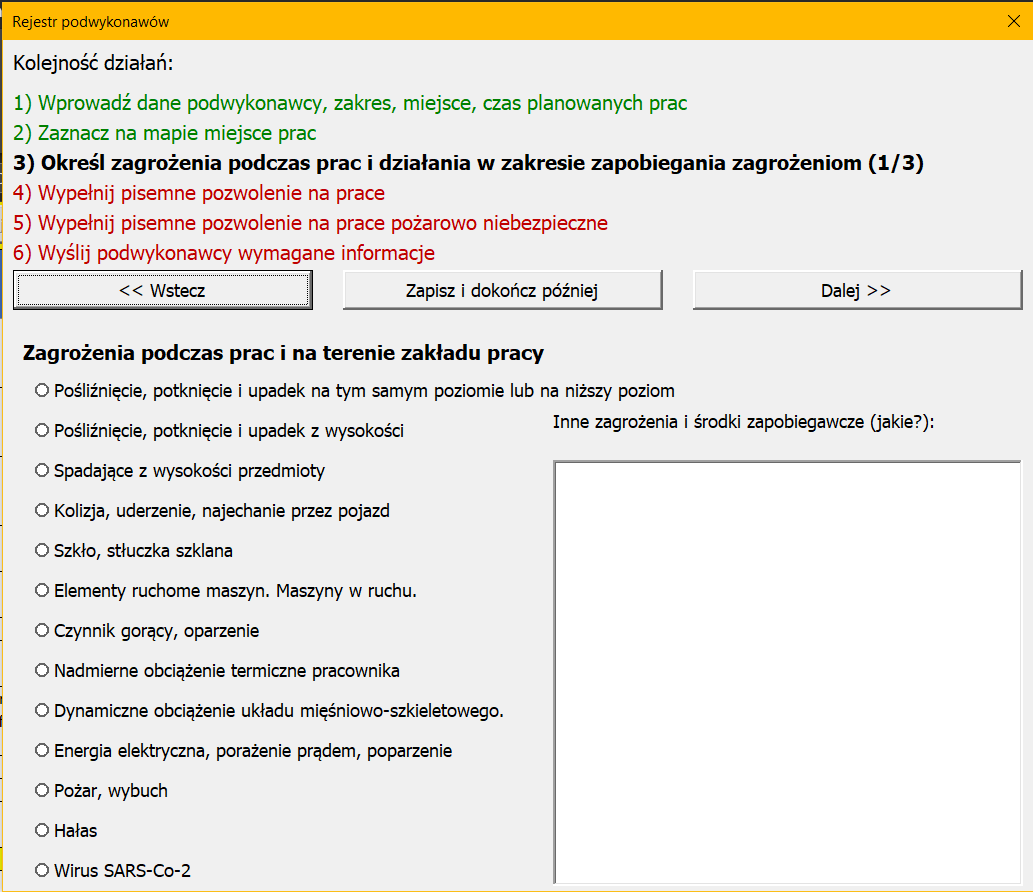 Rejestr podwykonawów
Kolejność działań:
1) Wprowadź dane podwykonawcy, zakres, miejsce, czas planowanych prac
2) Zaznacz na mapie miejsce prac
3) Określ zagrożenia podczas prac i działania w zakresie zapobiegania zagrożeniom (1/3)
4) Wypełnij pisemne pozwolenie na prace
5) Wypełnij pisemne pozwolenie na prace pożarowo niebezpieczne
6) Wyślij podwykonawcy wymagane informacje
<< Wstecz
Zapisz i dokończ później
Dalej >>
Zagrożenia podczas prac i na terenie zakładu pracy
Pośliźnięcie, potknięcie i upadek na tym samym poziomie lub na niższy poziom
Inne zagrożenia i środki zapobiegawcze (jakie?):
Pośliźnięcie, potknięcie i upadek z wysokości
Spadające z wysokości przedmioty
Kolizja, uderzenie, najechanie przez pojazd
Szkło, stłuczka szklana
Elementy ruchome maszyn. Maszyny w ruchu.
Czynnik gorący, oparzenie
Nadmierne obciążenie termiczne pracownika
Dynamiczne obciążenie układu mięśniowo-szkieletowego.
Energia elektryczna, porażenie prądem, poparzenie
Pożar, wybuch
Hałas
Wirus SARS-Co-2